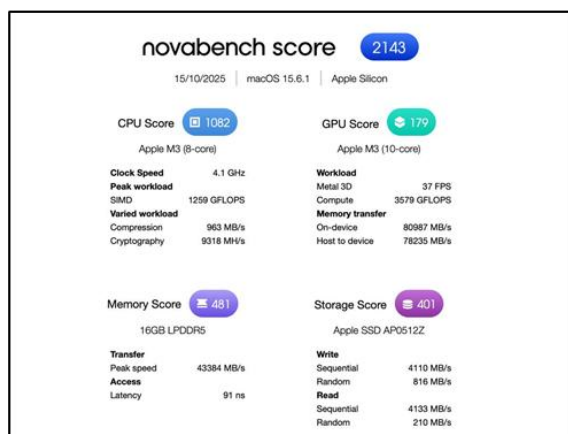 novabench score 2143
15/10/2025 macOS 15.6.1 Apple Silicon
CPU Score 1082
Apple M3 (8-core)
Clock Speed 4.1 GHz
Peak workload
SIMD 1259 GFLOPS
Varied workload
Compression 963 MB/s
Cryptography 9318 MH/s
GPU Score 179
Apple M3 (10-core)
Workload
Metal 3D 37 FPS
Compute 3579 GFLOPS
Memory transfer
On-device 80987 MB/s
Host to device 78235 MB/s
Memory Score 481
16GB LPDDR5
Transfer
Peak speed 43384 MB/s
Access
Latency 91 ns
Storage Score 401
Apple SSD AP0512Z
Write
Sequential 4110 MB/s
Random 816 MB/s
Read
Sequential 4133 MB/s
Random 210 MB/s